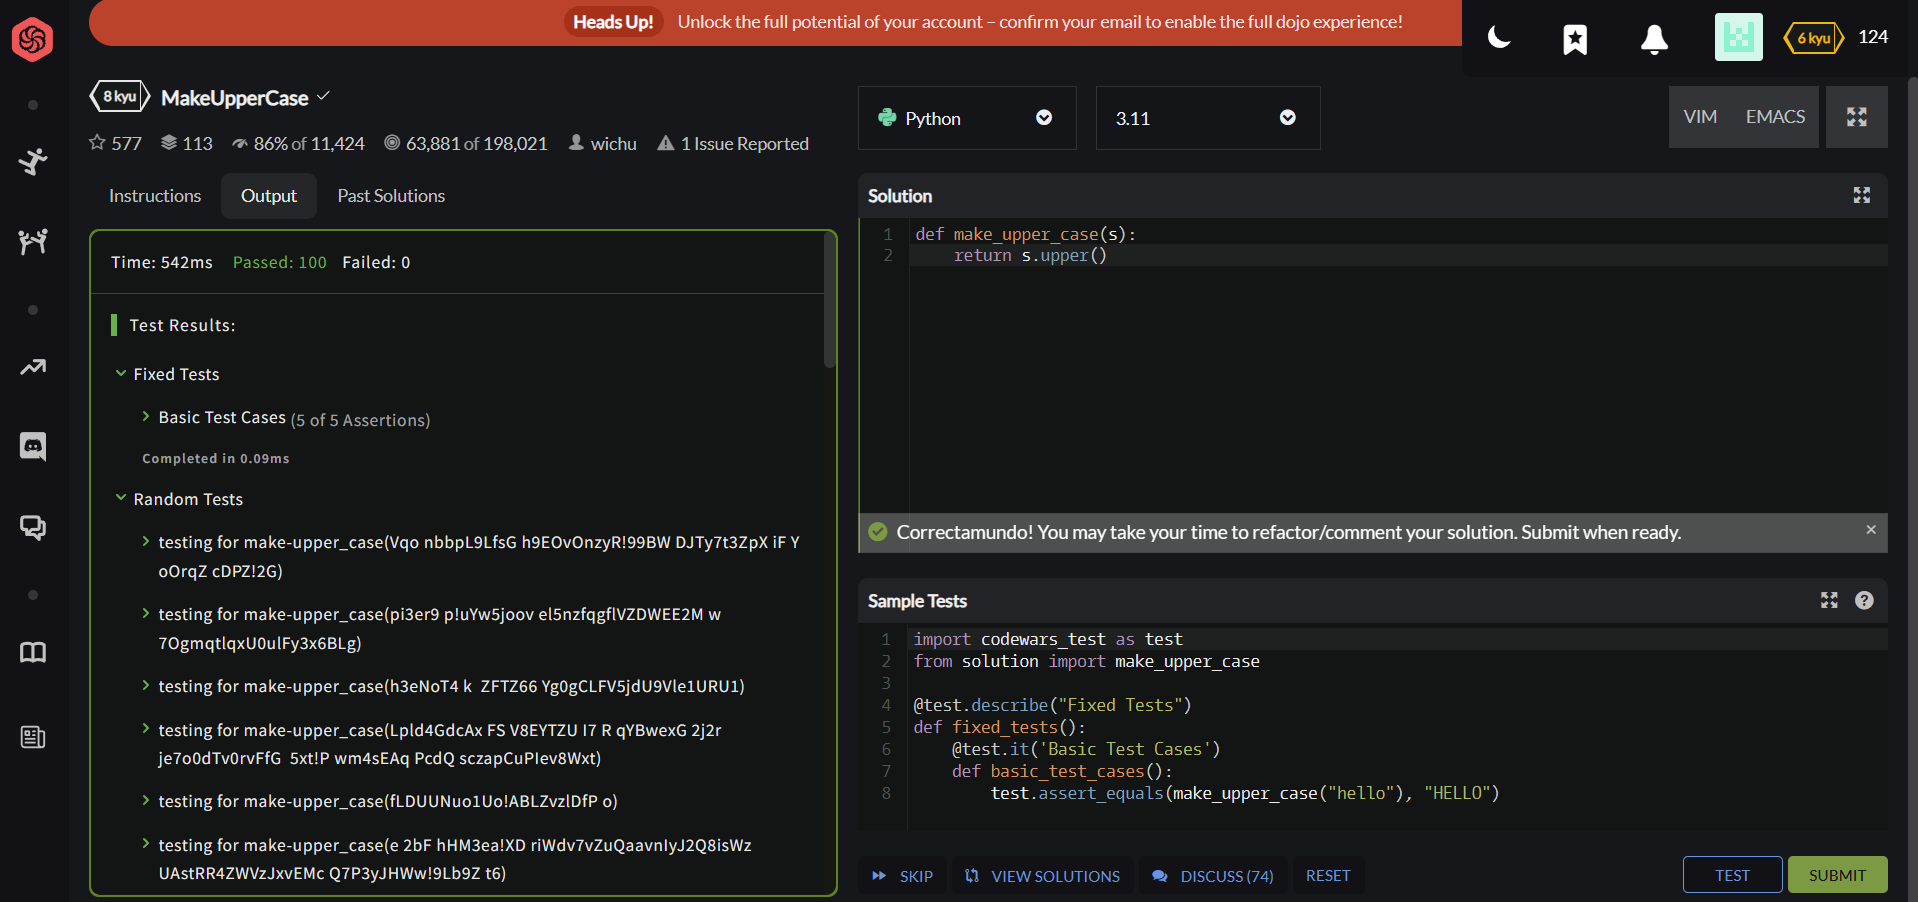 Heads Up! Unlock the full potential of your account – confirm your email to enable the full dojo experience!
6 kyu 124
8 kyu MakeUpperCase
577 113 86% of 11,424 63,881 of 198,021 wichu 1 Issue Reported
Instructions Output Past Solutions
Time: 542ms Passed: 100 Failed: 0
Test Results:
Fixed Tests
Basic Test Cases (5 of 5 Assertions)
Completed in 0.09ms
Random Tests
testing for make-upper_case(Vqo nbbpL9LfsG h9EOvOnzyR!99BW DJTy7t3ZpX iF Y
oOrqZ cDPZ!2G)
testing for make-upper_case(pi3er9 p!uYw5joov el5nzfqgflVZDWEE2M w
7OgmqtlqxU0ulFy3x6BLg)
testing for make-upper_case(h3eNoT4 k  ZFTZ66 Yg0gCLFV5jdU9Vle1URU1)
testing for make-upper_case(Lpld4GdcAx FS V8EYTZU I7 R qYBwexG 2j2r
je7o0dTv0rvFfG  5xt!P wm4sEAq PcdQ sczapCuPIev8Wxt)
testing for make-upper_case(fLDUUNuo1Uo!ABLZvzlDfP o)
testing for make-upper_case(e 2bF hHM3ea!XD riWdv7vZuQaavnIyJ2Q8isWz
UAstRR4ZWVzJxvEMc Q7P3yJHWw!9Lb9Z t6)
Python 3.11 VIM EMACS
Solution
1 def make_upper_case(s):
2     return s.upper()
Correctamundo! You may take your time to refactor/comment your solution. Submit when ready. ×
Sample Tests ?
1 import codewars_test as test
2 from solution import make_upper_case
3
4 @test.describe("Fixed Tests")
5 def fixed_tests():
6     @test.it('Basic Test Cases')
7     def basic_test_cases():
8         test.assert_equals(make_upper_case("hello"), "HELLO")
SKIP VIEW SOLUTIONS DISCUSS (74) RESET TEST SUBMIT